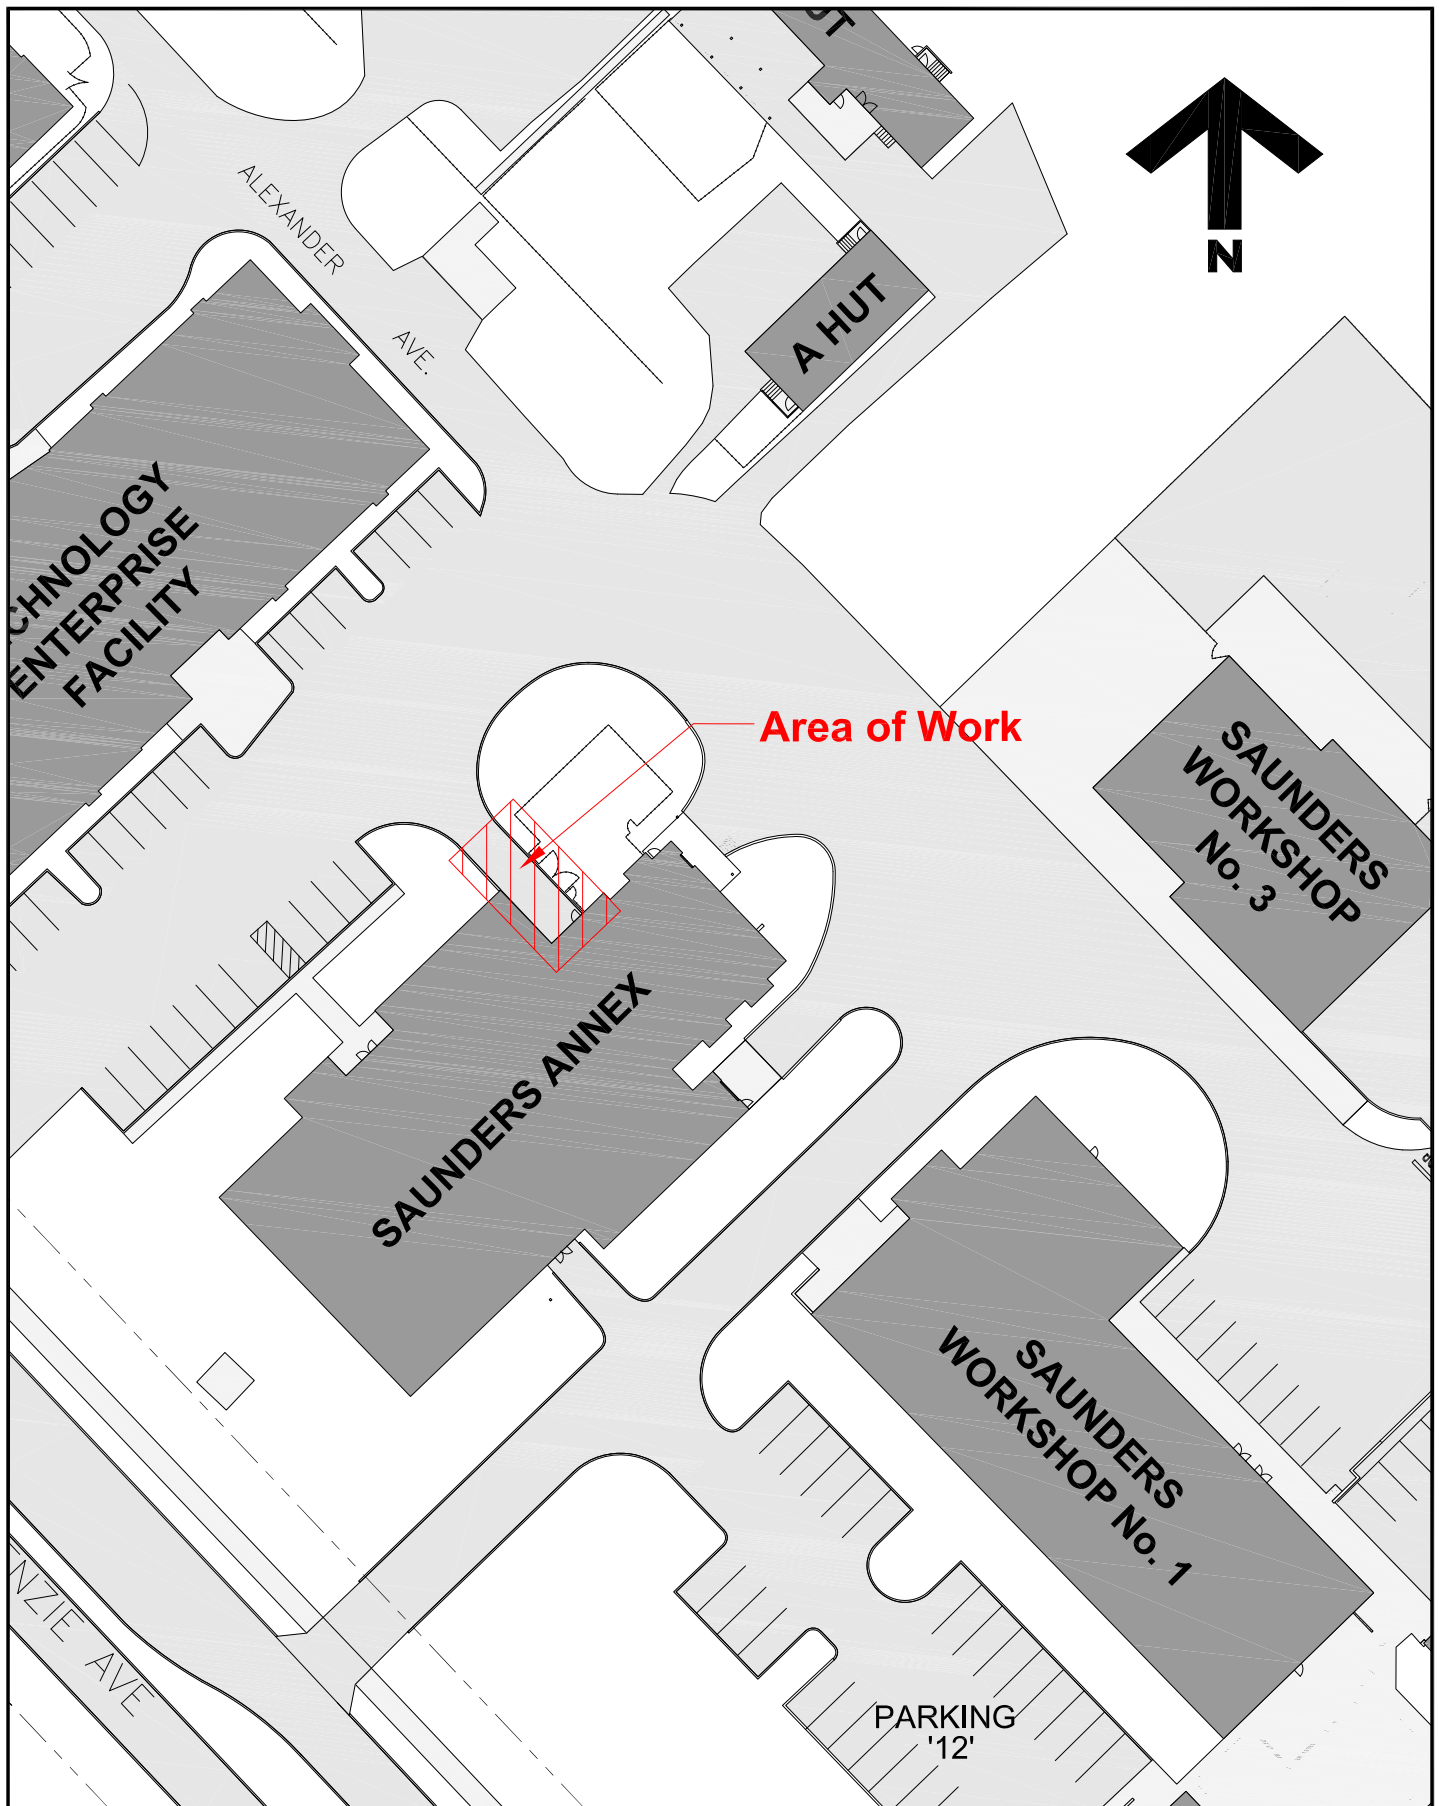 UT
ALEXANDER
AVE.
N
A HUT
CHNOLOGY
ENTERPRISE
FACILITY
Area of Work
SAUNDERS
WORKSHOP
No. 3
SAUNDERS ANNEX
SAUNDERS
WORKSHOP No. 1
NZIE AVE
PARKING
'12'